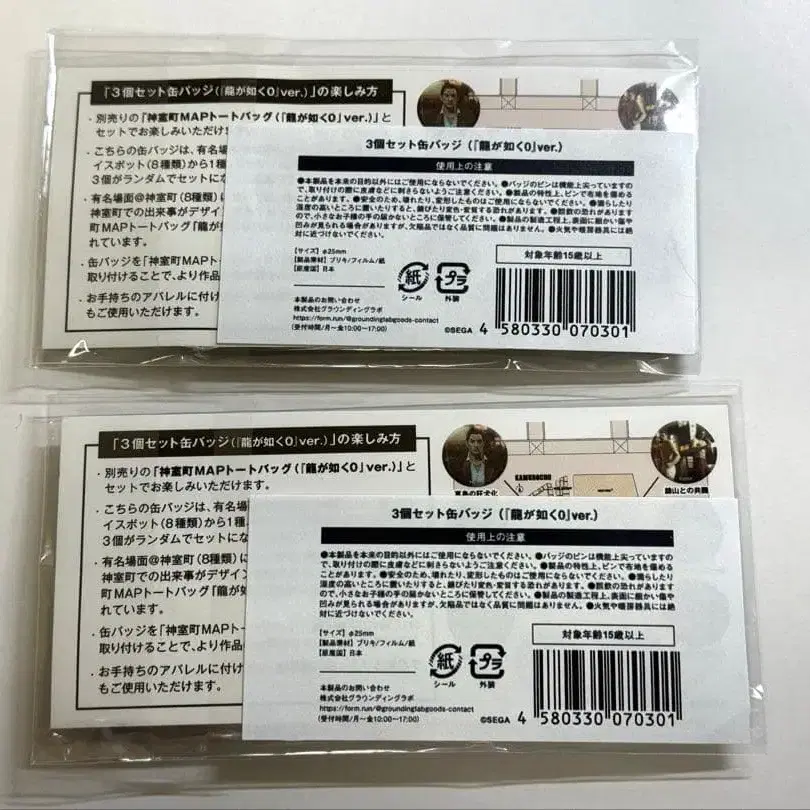 「3個セット缶バッジ(『龍が如く0』ver.)」の楽しみ方
・別売りの「神室町MAPトートバッグ(『龍が如く0』ver.)」と
セットでお楽しみいただけ
・こちらの缶バッジは、有名
イスポット(8種類)から1種
3個がランダムでセットにな
・有名場面@神室町(8種類)に
神室町での出来事がデザイ
町MAPトートバッグ『龍が
れています。
・缶バッジを「神室町MAPトー
取り付けることで、より作品
・お手持ちのアパレルに付け
もご使用いただけます。
3個セット缶バッジ(『龍が如く0』ver.)
使用上の注意
●本製品を本来の目的以外にはご使用にならないでください。●バッジのピンは機能上尖っていますの
で、取り付けの際に皮膚などに刺さらないようご注意ください。●製品の特性上、ピンで布地を傷める
ことがあります。●安全のため、壊れたり、変形したものはご使用にならないでください。●濡らしたり
湿度の高いところに置いたりすると、錆びたり変色・変質する恐れがあります。●誤飲の恐れがあります
ので、小さなお子様の手の届かないところに保管してください。●製品の製造工程上、表面に細かい傷や
凹みが見られる場合がありますが、欠陥品ではなく品質に問題はありません。●火気や暖房器具には絶
対に近づけないでください。
【サイズ】φ25mm
【製品素材】ブリキ/フィルム/紙
【原産国】日本
紙
シール
プラ
外装
対象年齢15歳以上
本製品のお問い合わせ
株式会社グラウンディングラボ
https://form.run/@groundinglabgoods-contact
(受付時間/月〜金10:00〜17:00)
©SEGA
4 580330 070301
「3個セット缶バッジ(『龍が如く0』ver.)」の楽しみ方
・別売りの「神室町MAPトートバッグ(『龍が如く0』ver.)」と
セットでお楽しみいただけます。
・こちらの缶バッジは、有名場
イスポット(8種類)から1種
3個がランダムでセットにな
・有名場面@神室町(8種類)に
神室町での出来事がデザイ
町MAPトートバッグ『龍が如
れています。
・缶バッジを「神室町MAPトー
取り付けることで、より作品
・お手持ちのアパレルに付け
もご使用いただけます。
KAMUROCHO
錦山との共闘
3個セット缶バッジ(『龍が如く0』ver.)
使用上の注意
●本製品を本来の目的以外にはご使用にならないでください。●バッジのピンは機能上尖っていますの
で、取り付けの際に皮膚などに刺さらないようご注意ください。●製品の特性上、ピンで布地を傷める
ことがあります。●安全のため、壊れたり、変形したものはご使用にならないでください。●濡らしたり
湿度の高いところに置いたりすると、錆びたり変色・変質する恐れがあります。●誤飲の恐れがあります
ので、小さなお子様の手の届かないところに保管してください。●製品の製造工程上、表面に細かい傷や
凹みが見られる場合がありますが、欠陥品ではなく品質に問題はありません。●火気や暖房器具には絶
対に近づけないでください。
【サイズ】φ25mm
【製品素材】ブリキ/フィルム/紙
【原産国】日本
紙
シール
プラ
外装
対象年齢15歳以上
本製品のお問い合わせ
株式会社グラウンディングラボ
https://form.run/@groundinglabgoods-contact
(受付時間/月〜金10:00〜17:00)
©SEGA
4 580330 070301